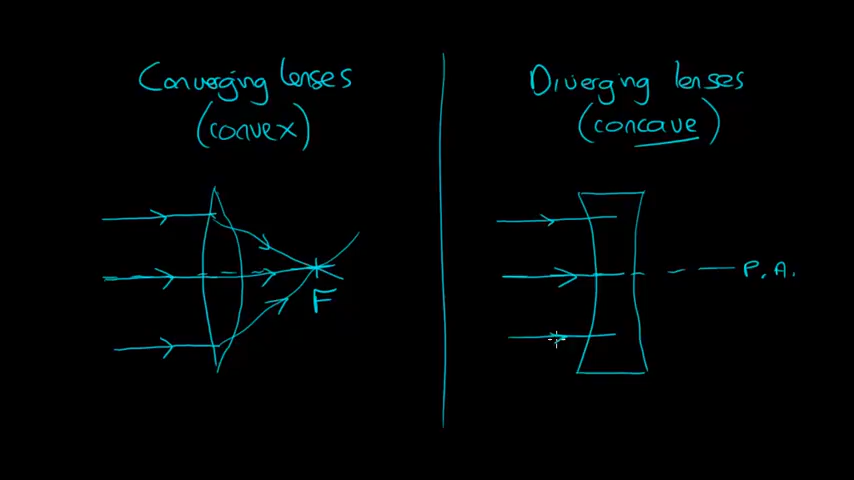 Converging lenses
(convex)
F
Diverging lenses
(concave)
P.A.